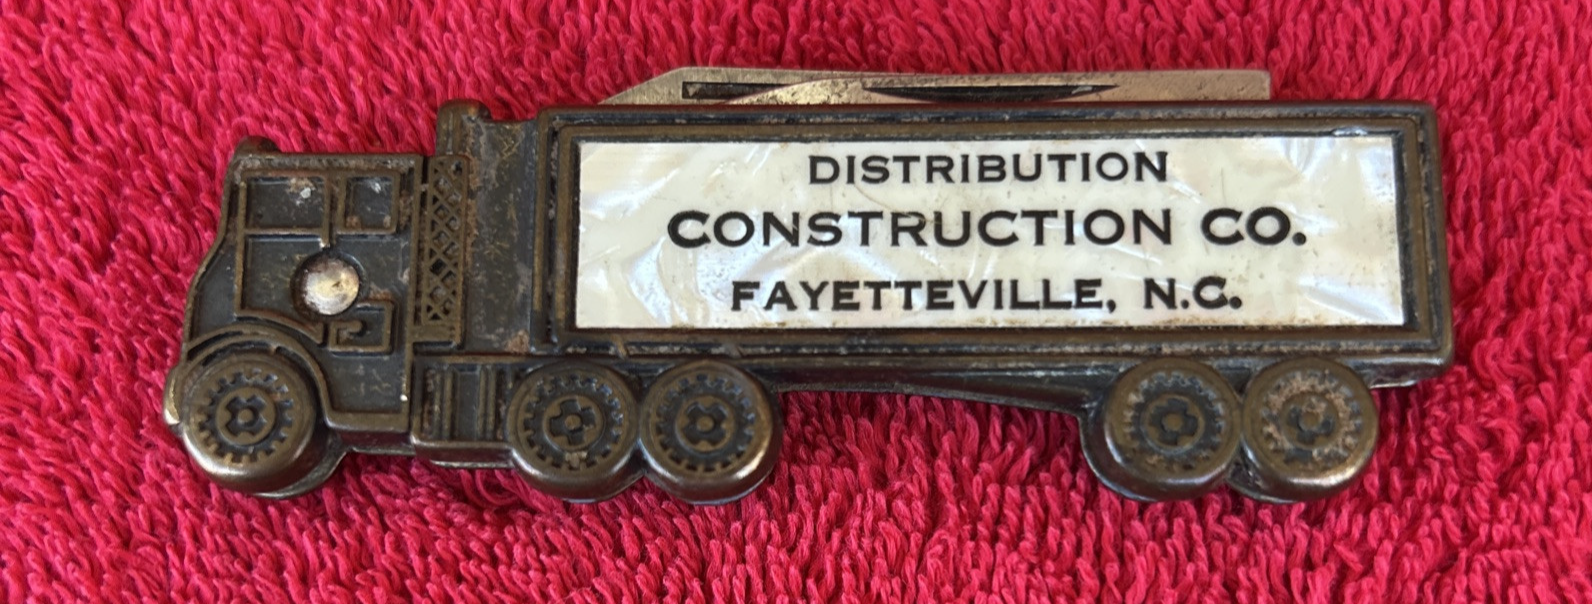 DISTRIBUTION
CONSTRUCTION CO.
FAYETTEVILLE, N.C.